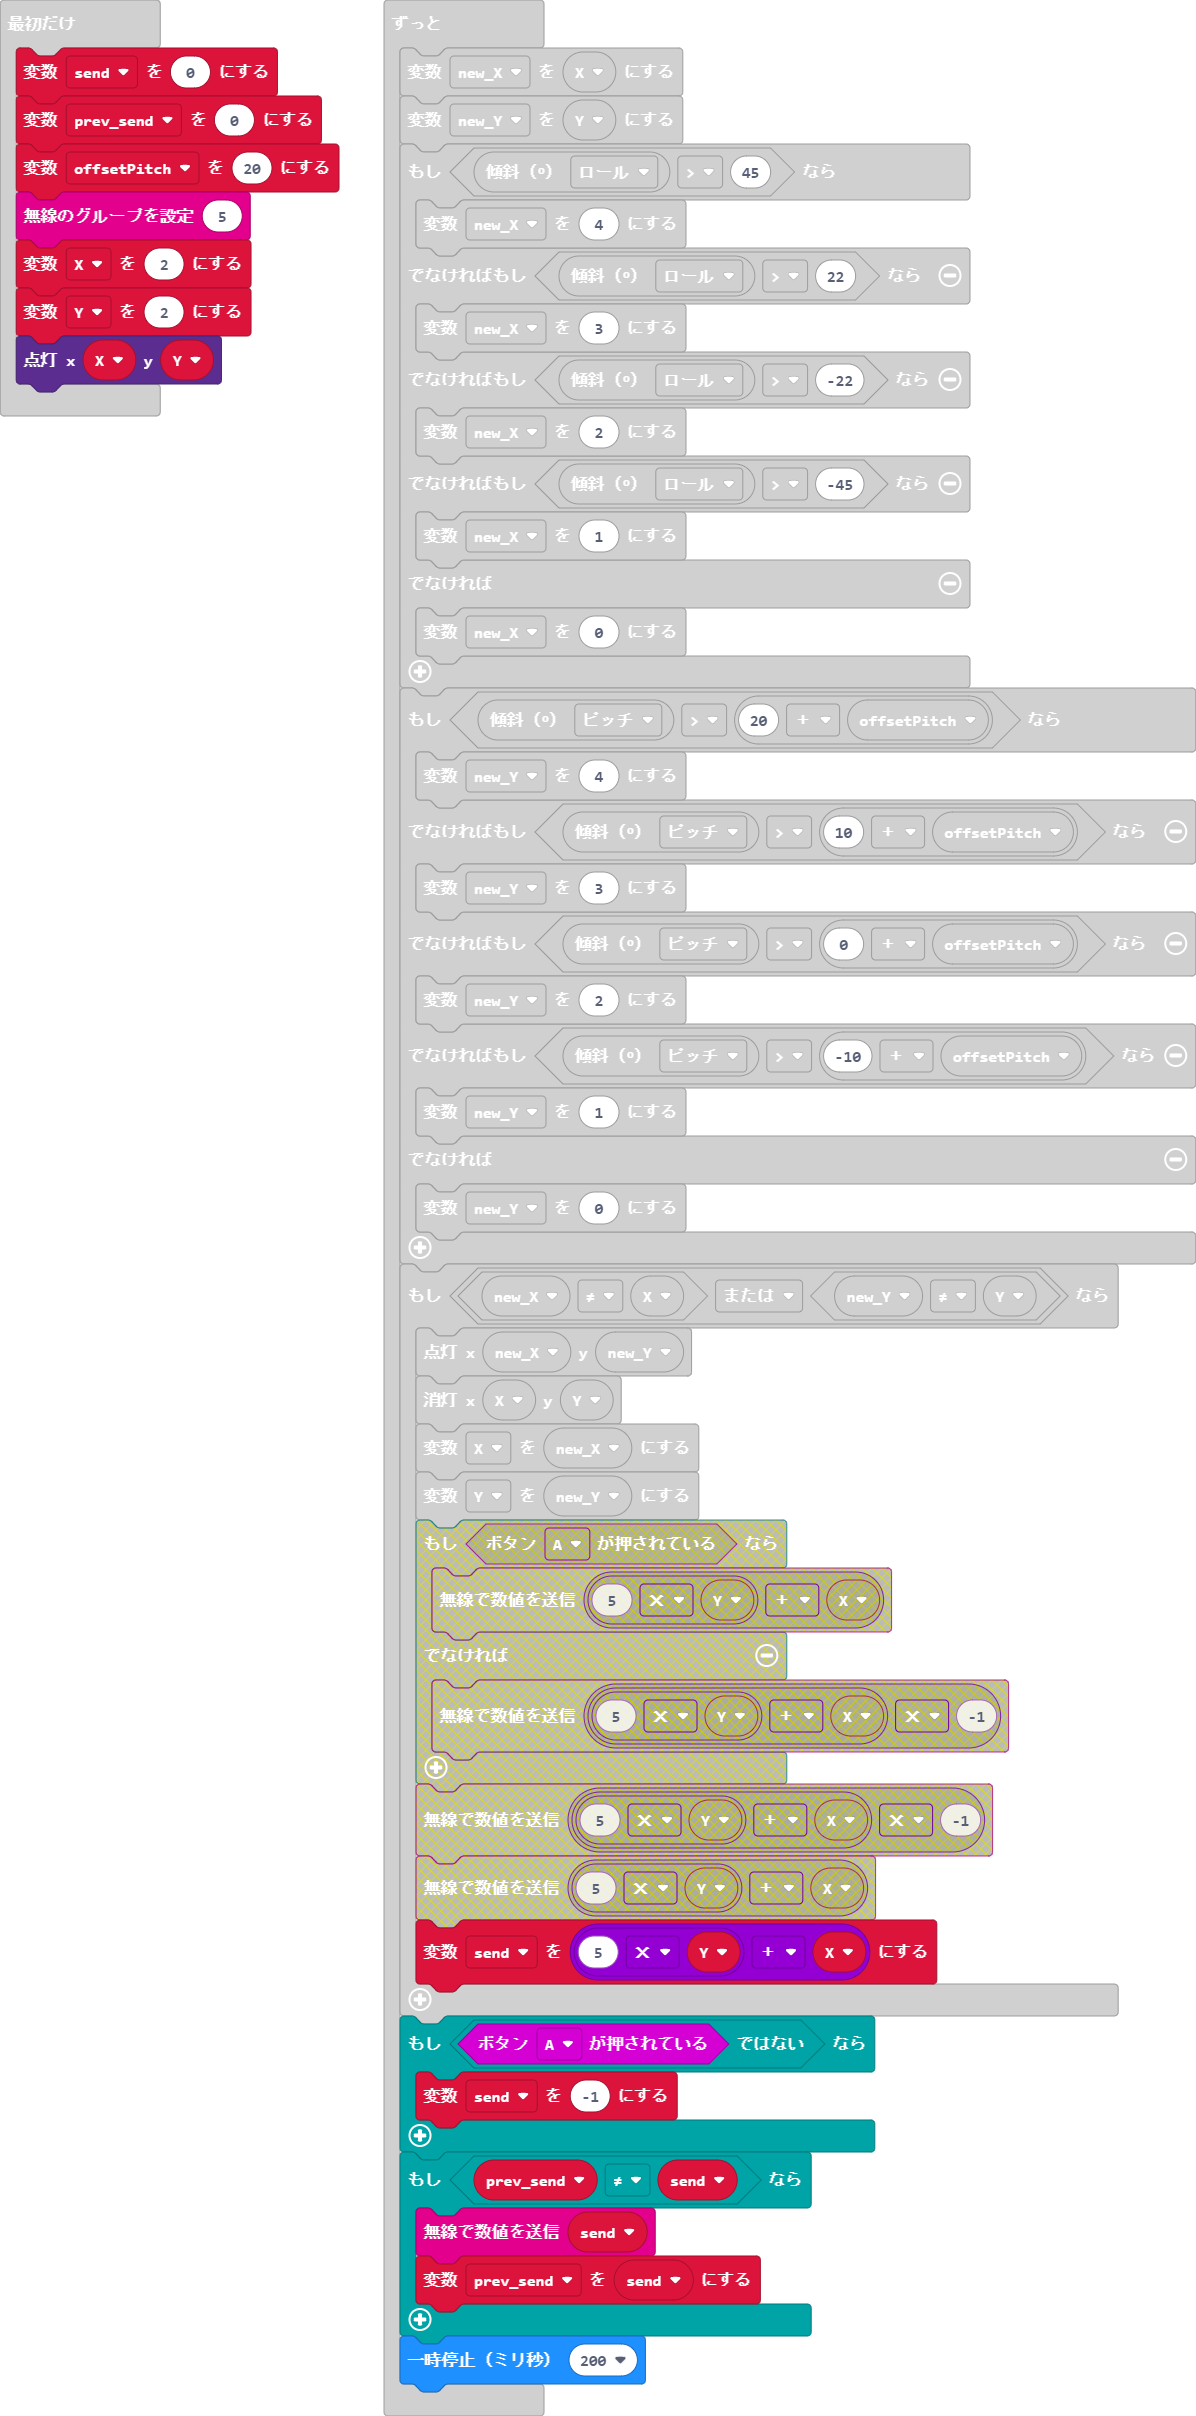 最初だけ
変数 send を 0 にする
変数 prev_send を 0 にする
変数 offsetPitch を 20 にする
無線のグループを設定 5
変数 X を 2 にする
変数 Y を 2 にする
点灯 x X y Y
ずっと
変数 new_X を X にする
変数 new_Y を Y にする
もし 傾斜 (°) ロール > 45 なら
変数 new_X を 4 にする
でなければもし 傾斜 (°) ロール > 22 なら
変数 new_X を 3 にする
でなければもし 傾斜 (°) ロール > -22 なら
変数 new_X を 2 にする
でなければもし 傾斜 (°) ロール > -45 なら
変数 new_X を 1 にする
でなければ
変数 new_X を 0 にする
もし 傾斜 (°) ピッチ > 20 + offsetPitch なら
変数 new_Y を 4 にする
でなければもし 傾斜 (°) ピッチ > 10 + offsetPitch なら
変数 new_Y を 3 にする
でなければもし 傾斜 (°) ピッチ > 0 + offsetPitch なら
変数 new_Y を 2 にする
でなければもし 傾斜 (°) ピッチ > -10 + offsetPitch なら
変数 new_Y を 1 にする
でなければ
変数 new_Y を 0 にする
もし new_X ≠ X または new_Y ≠ Y なら
点灯 x new_X y new_Y
消灯 x X y Y
変数 X を new_X にする
変数 Y を new_Y にする
もし ボタン A が押されている なら
無線で数値を送信 5 × Y + X
でなければ
無線で数値を送信 5 × Y + X × -1
無線で数値を送信 5 × Y + X × -1
無線で数値を送信 5 × Y + X
変数 send を 5 × Y + X にする
もし ボタン A が押されている ではない なら
変数 send を -1 にする
もし prev_send ≠ send なら
無線で数値を送信 send
変数 prev_send を send にする
一時停止 (ミリ秒) 200